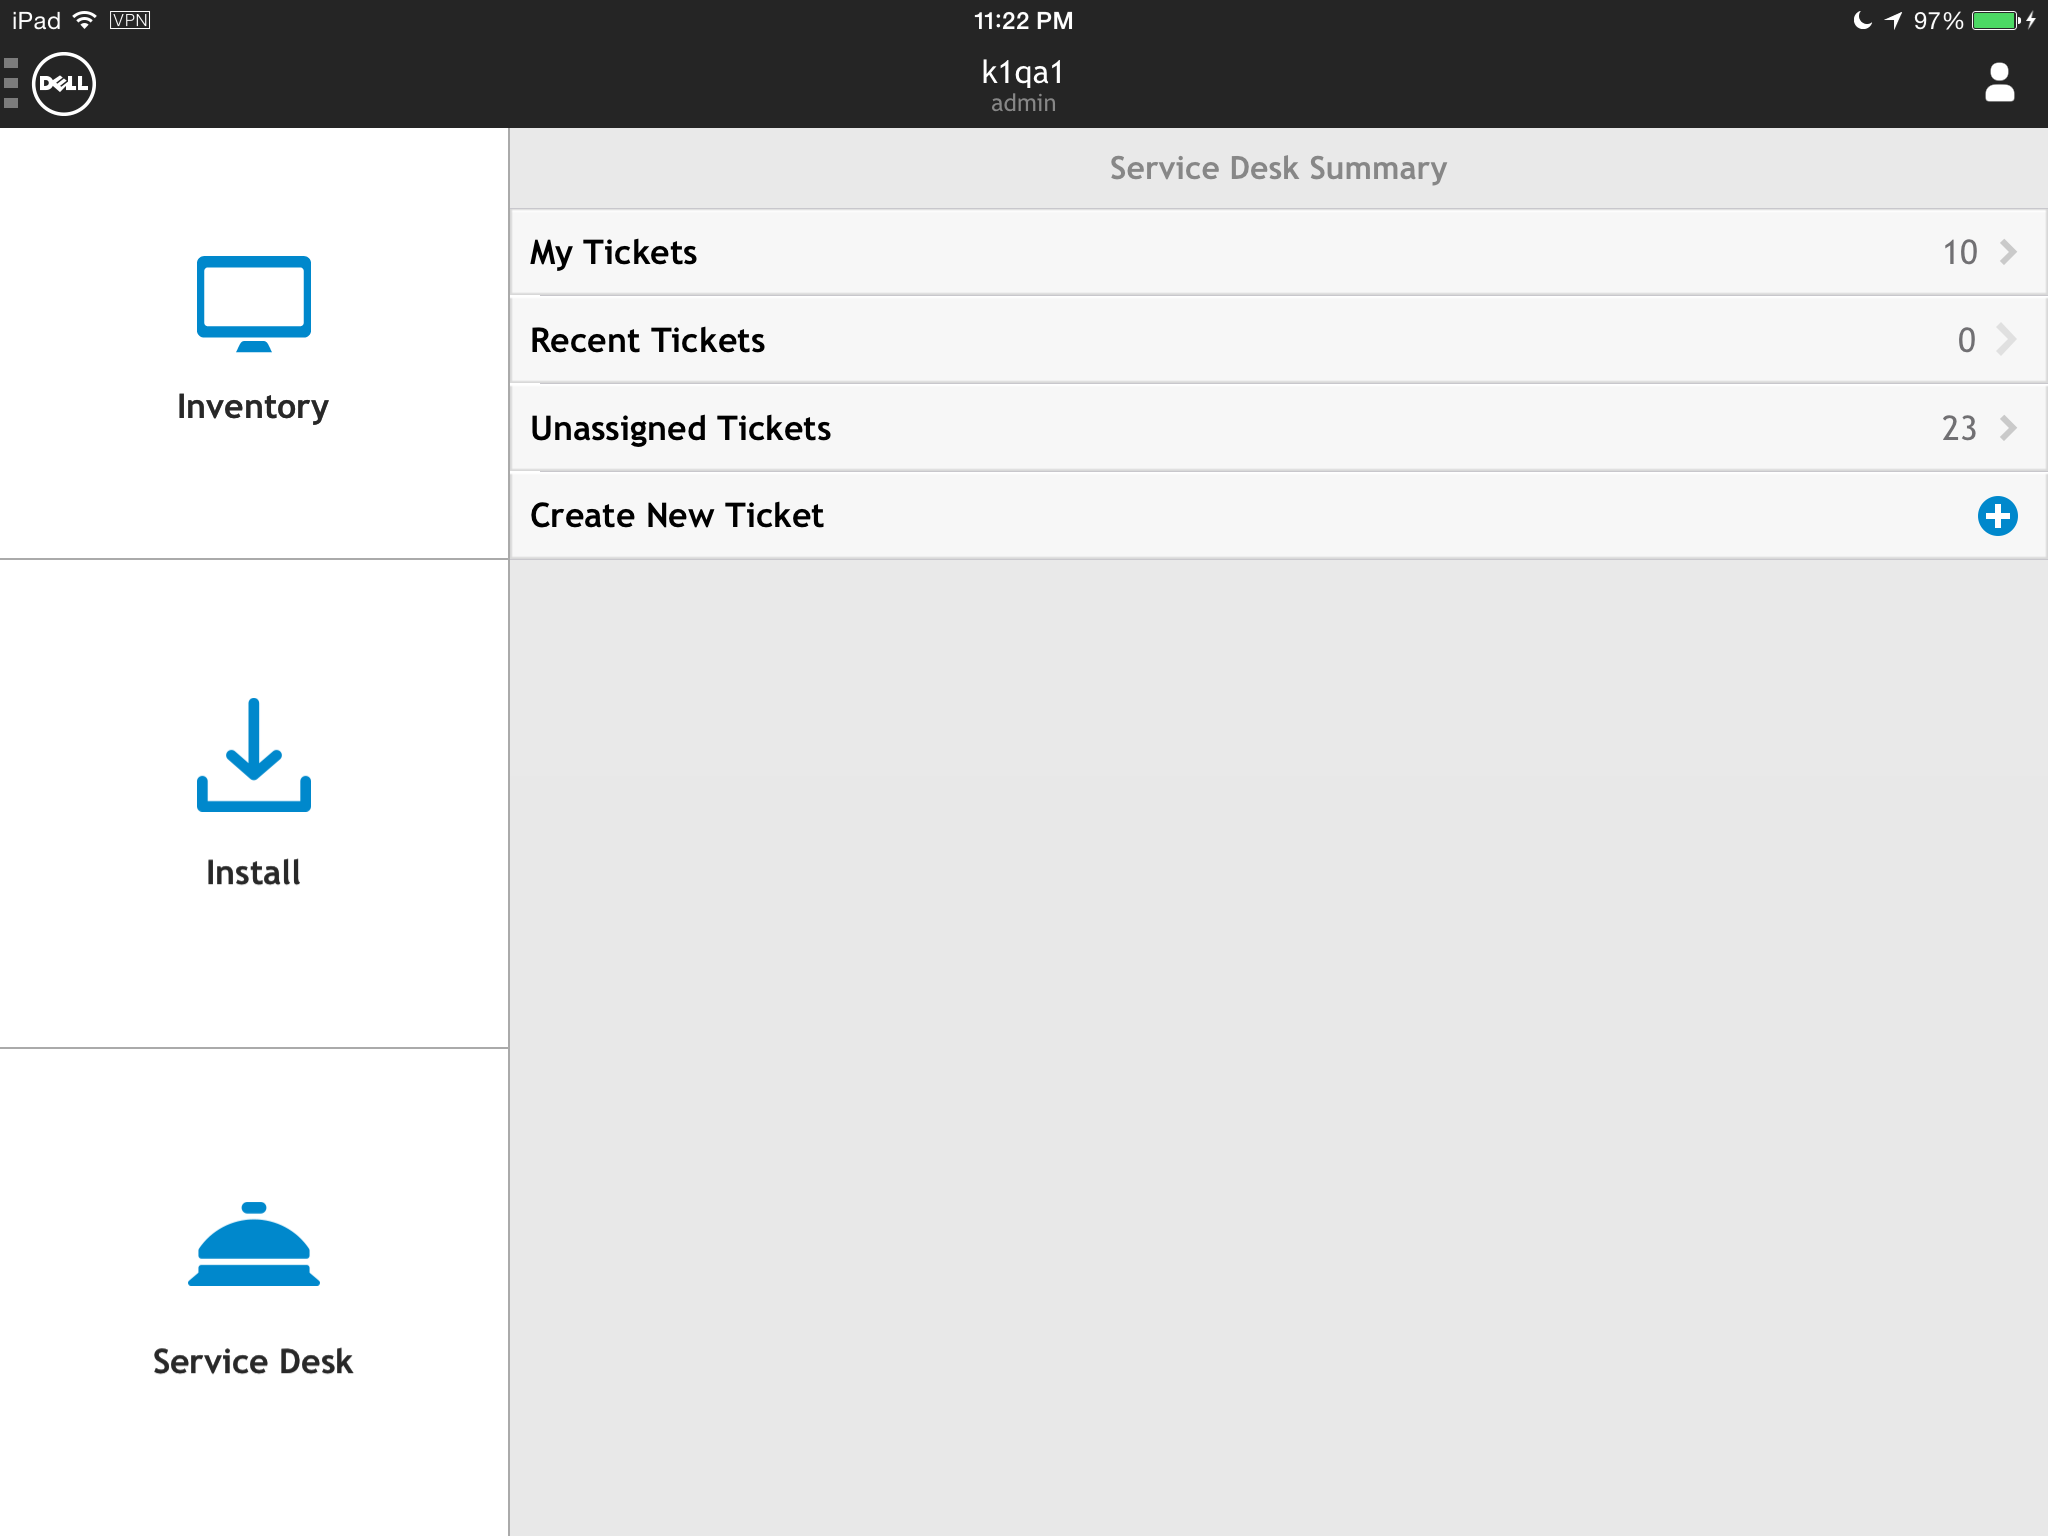 iPad VPN 11:22 PM 97%
DELL
k1qa1
admin
Inventory
Install
Service Desk
Service Desk Summary
My Tickets 10
Recent Tickets 0
Unassigned Tickets 23
Create New Ticket